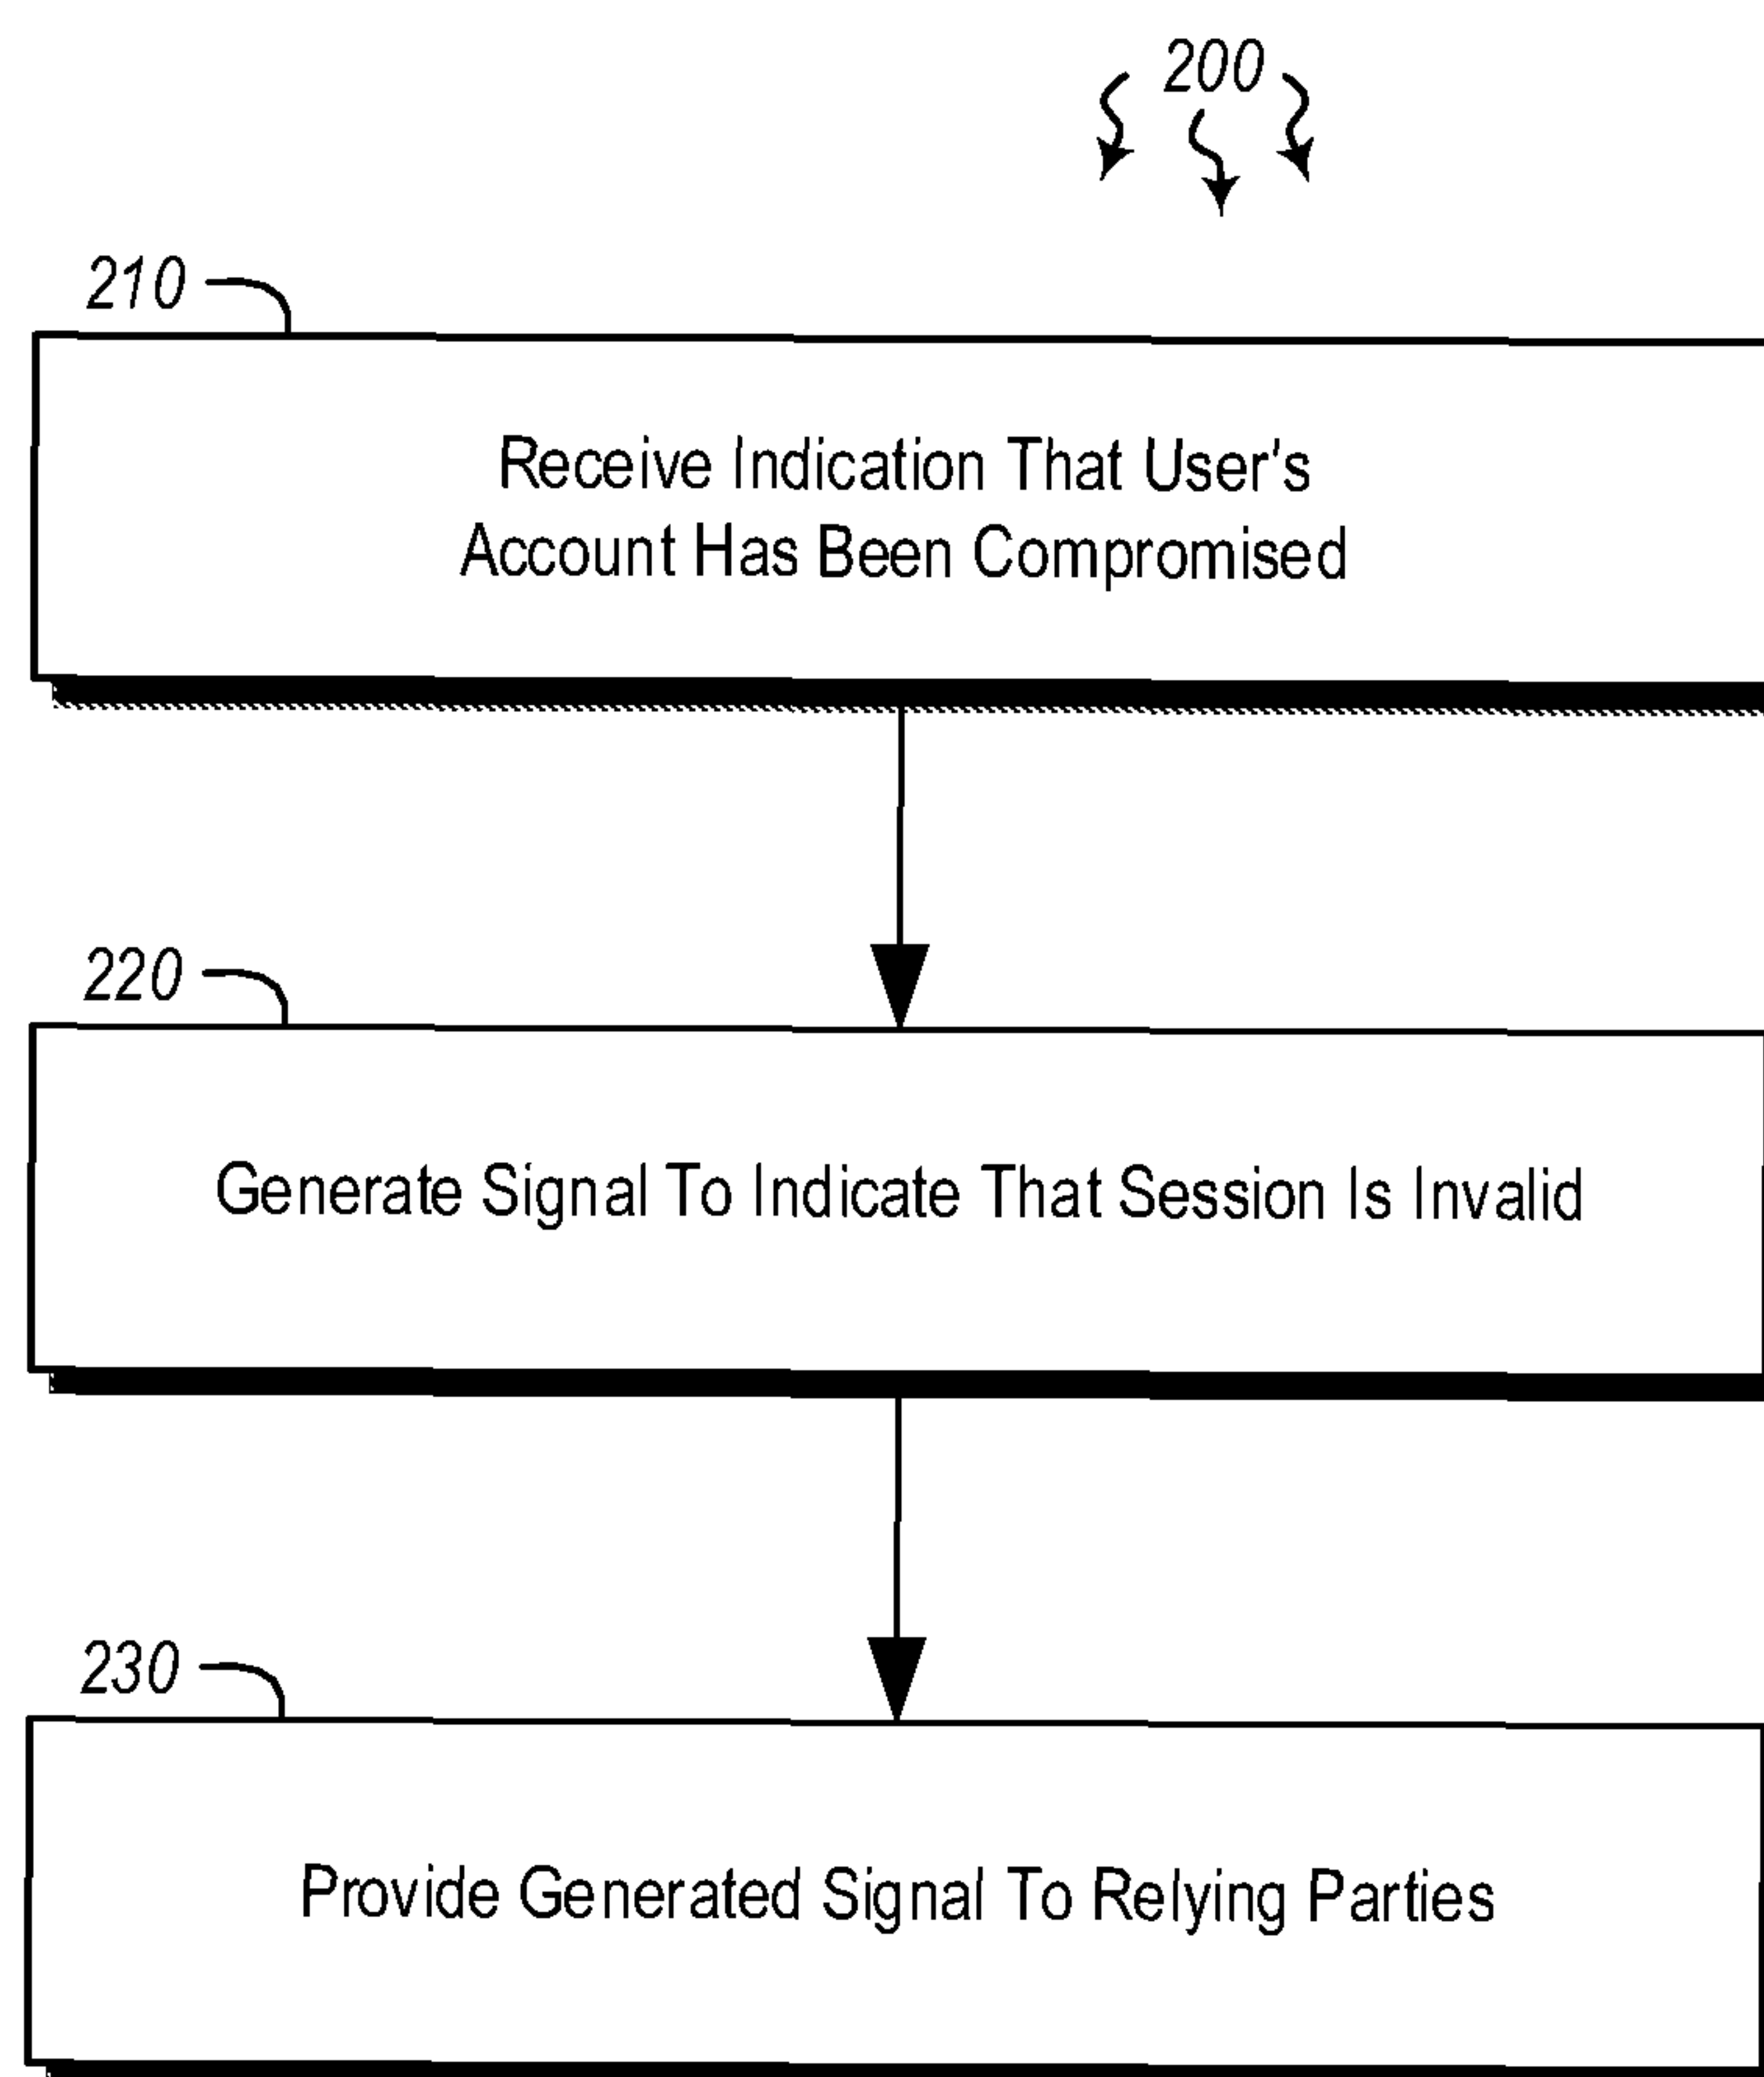 200
210
Receive Indication That User's
Account Has Been Compromised
220
Generate Signal To Indicate That Session Is Invalid
230
Provide Generated Signal To Relying Parties